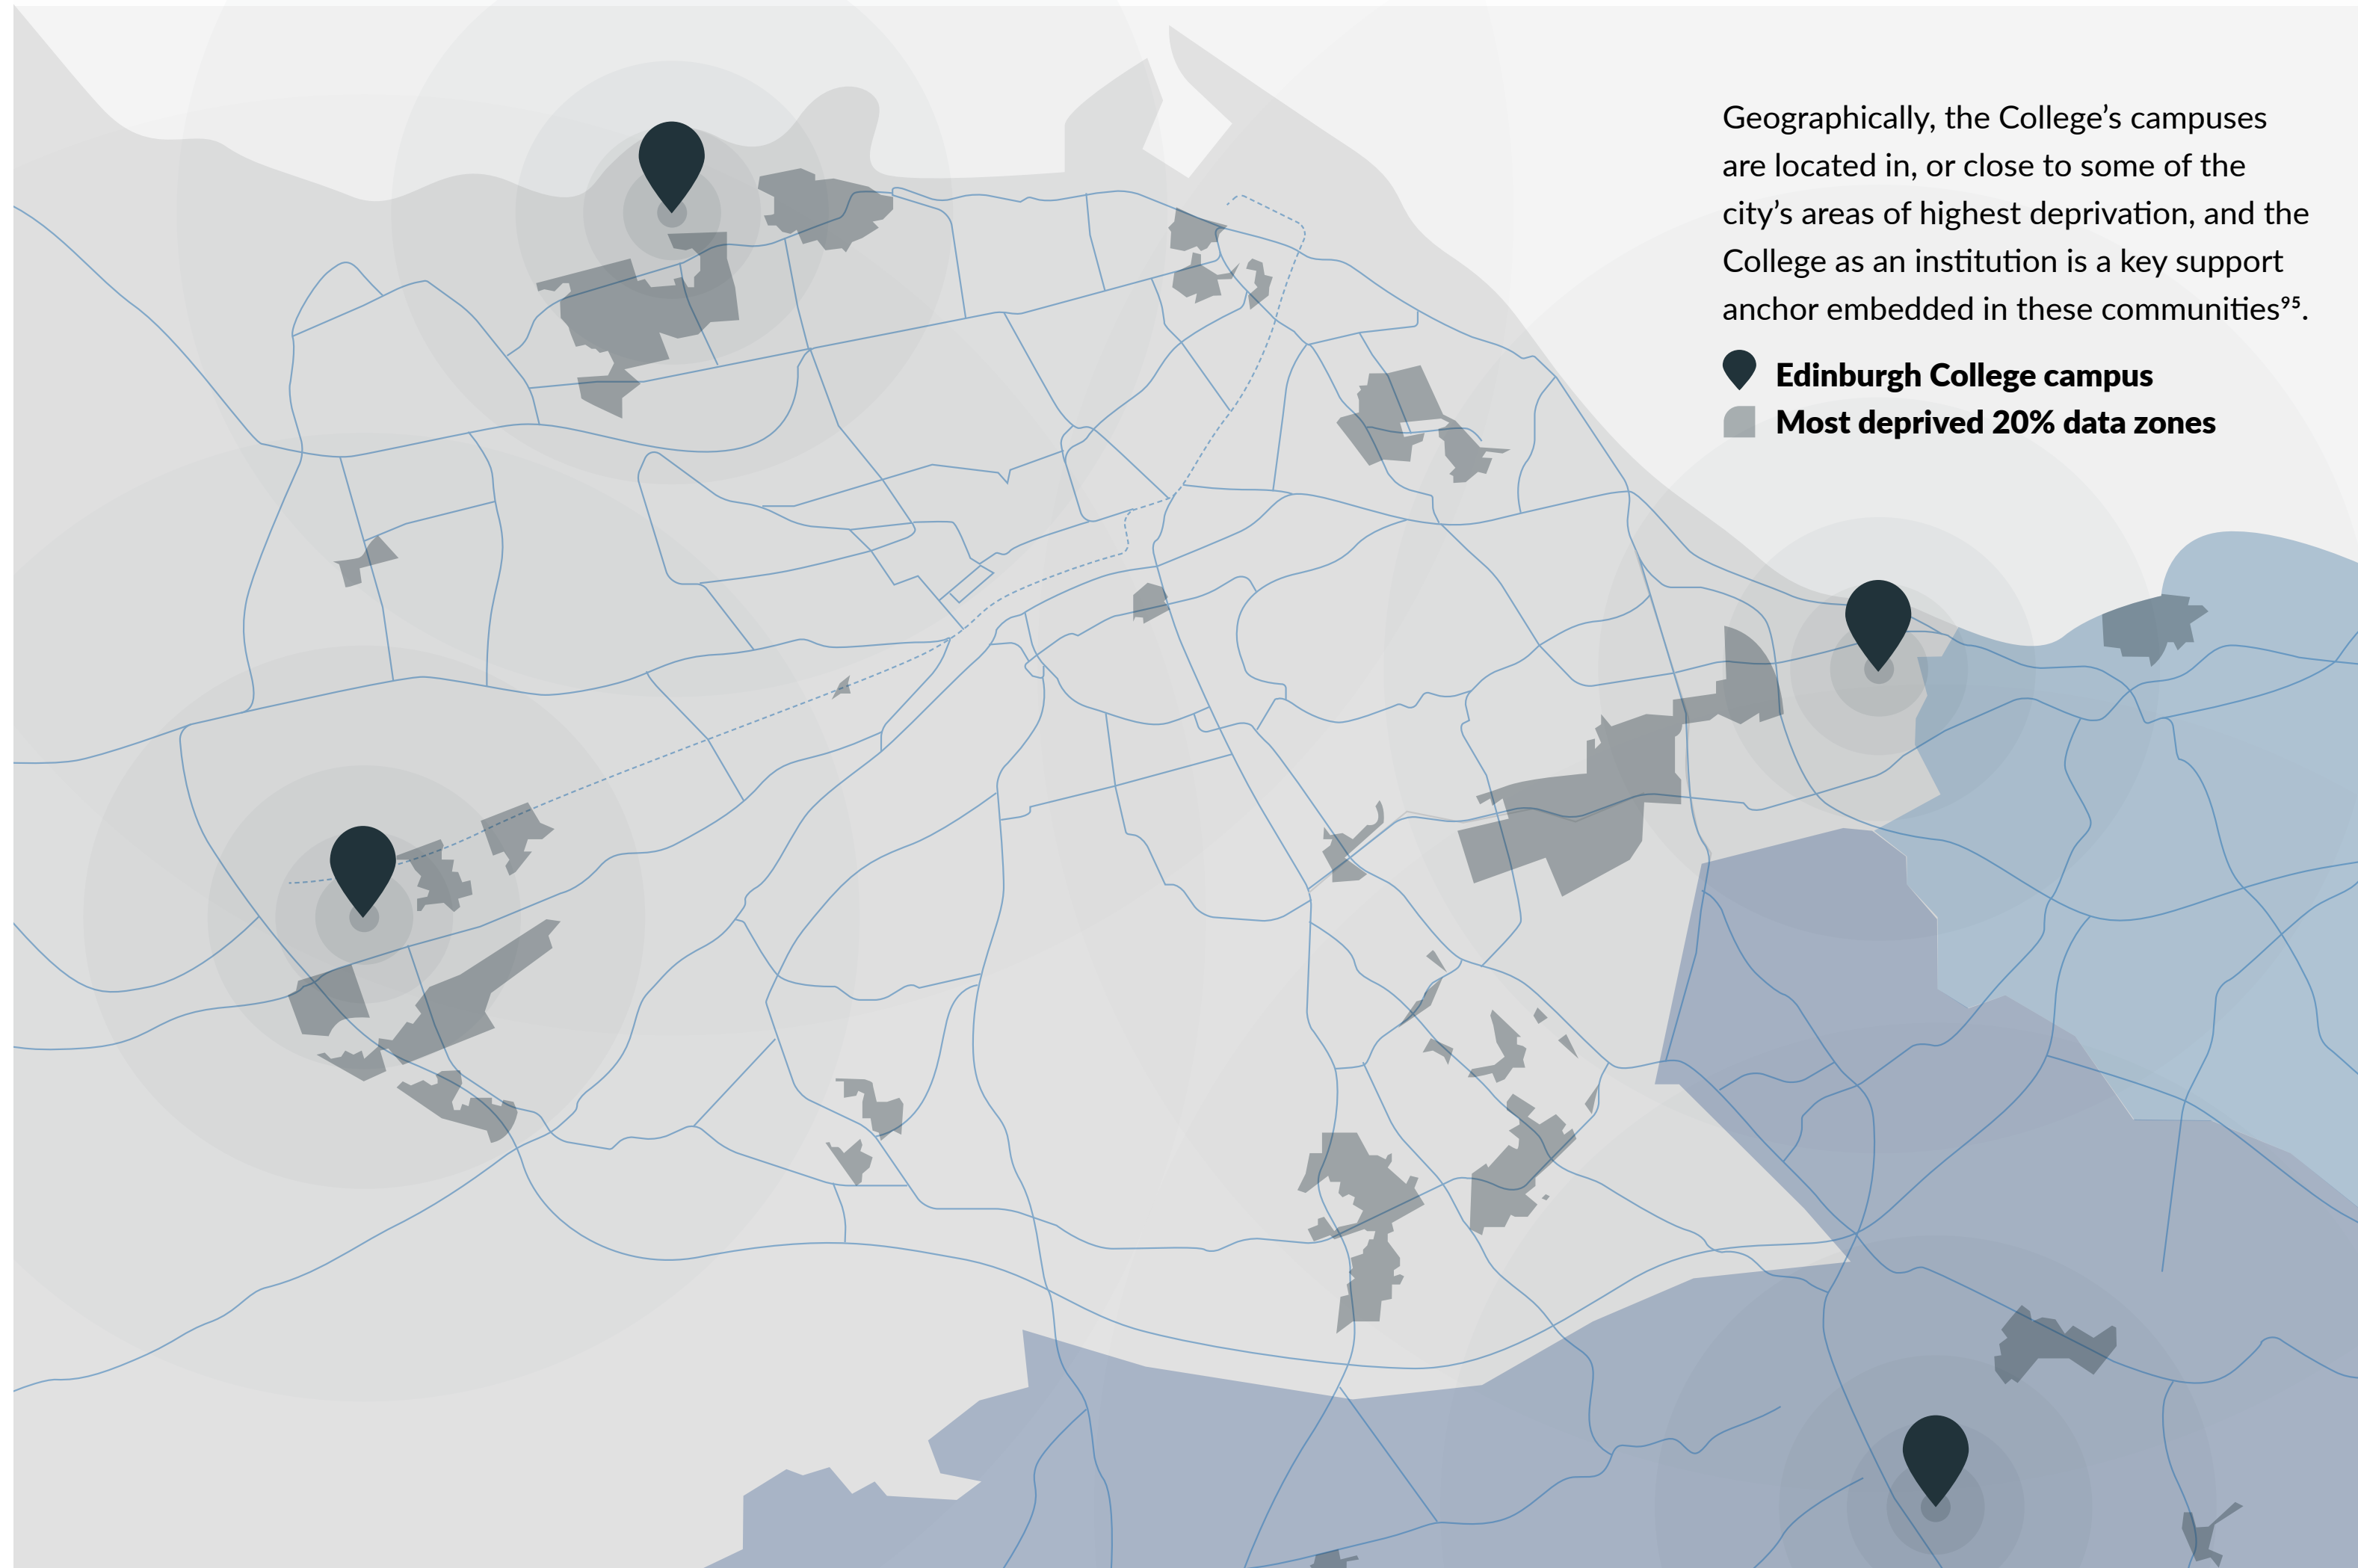 Geographically, the College’s campuses
are located in, or close to some of the
city’s areas of highest deprivation, and the
College as an institution is a key support
anchor embedded in these communities⁹⁵.
Edinburgh College campus
Most deprived 20% data zones